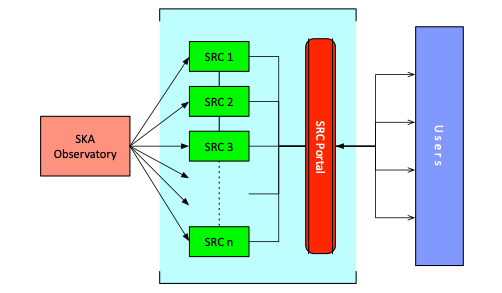 SKA
Observatory
SRC 1
SRC 2
SRC 3
SRC n
SRC Portal
Users